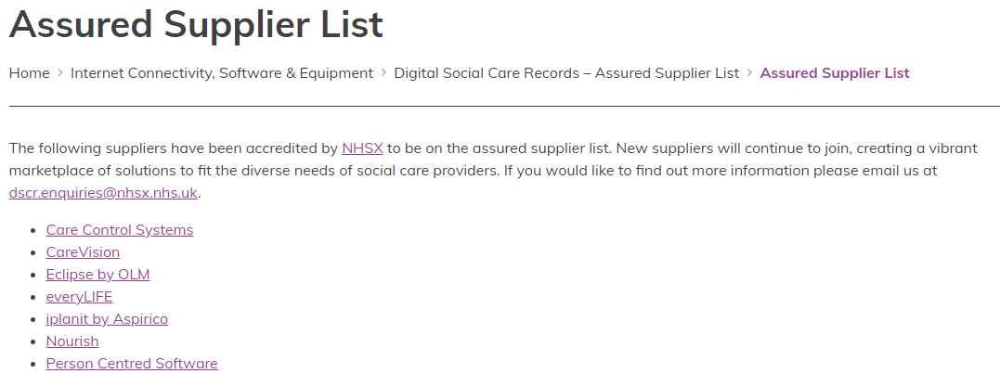 Assured Supplier List
Home > Internet Connectivity, Software & Equipment > Digital Social Care Records – Assured Supplier List > Assured Supplier List
The following suppliers have been accredited by NHSX to be on the assured supplier list. New suppliers will continue to join, creating a vibrant
marketplace of solutions to fit the diverse needs of social care providers. If you would like to find out more information please email us at
dscr.enquiries@nhsx.nhs.uk.
• Care Control Systems
• CareVision
• Eclipse by OLM
• everyLIFE
• iplanit by Aspirico
• Nourish
• Person Centred Software